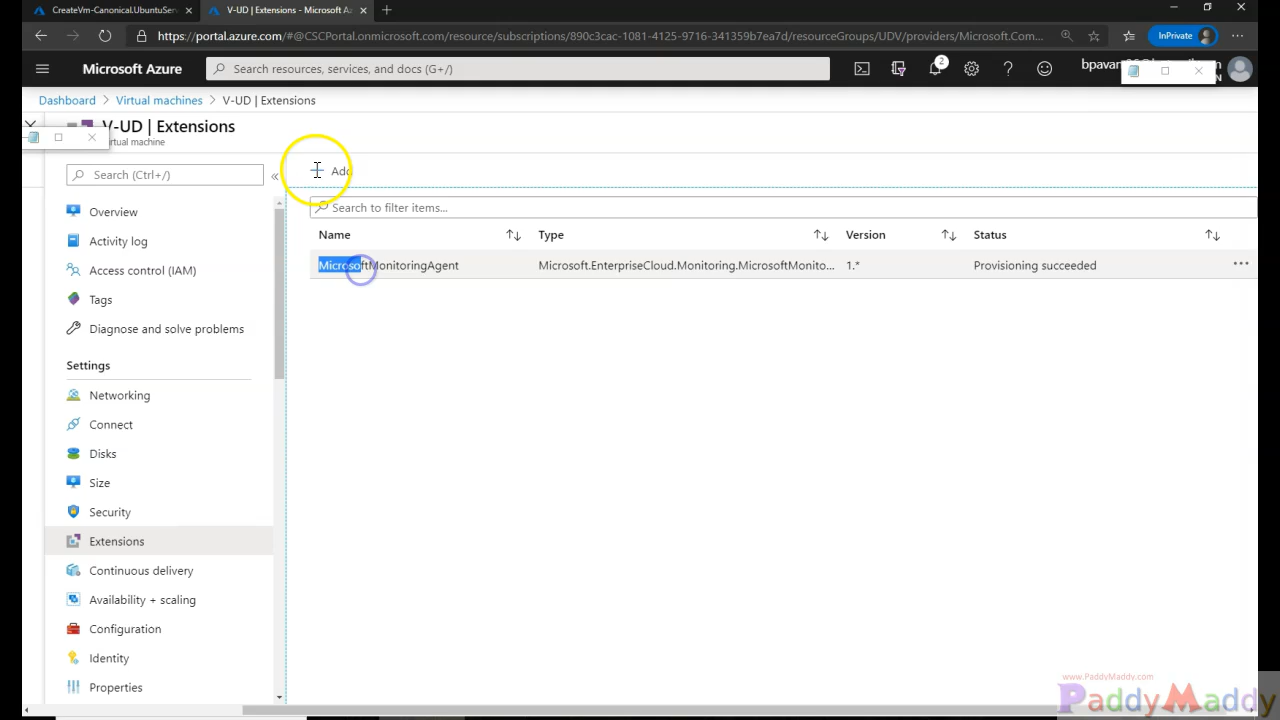 CreateVm-Canonical.UbuntuServ
V-UD | Extensions - Microsoft Az
https://portal.azure.com/#@CSCPortal.onmicrosoft.com/resource/subscriptions/890c3cac-1081-4125-9716-341359b7ea7d/resourceGroups/UDV/providers/Microsoft.Com...
InPrivate
Microsoft Azure
Search resources, services, and docs (G+/)
2
Dashboard > Virtual machines > V-UD | Extensions
V-UD | Extensions
irtual machine
Search (Ctrl+/)
«
Add
Overview
Activity log
Access control (IAM)
Tags
Diagnose and solve problems
Settings
Networking
Connect
Disks
Size
Security
Extensions
Continuous delivery
Availability + scaling
Configuration
Identity
Properties
Search to filter items...
Name Type Version Status
MicrosoftMonitoringAgent Microsoft.EnterpriseCloud.Monitoring.MicrosoftMonito... 1.* Provisioning succeeded
www.PaddyMaddy.com
PaddyMaddy